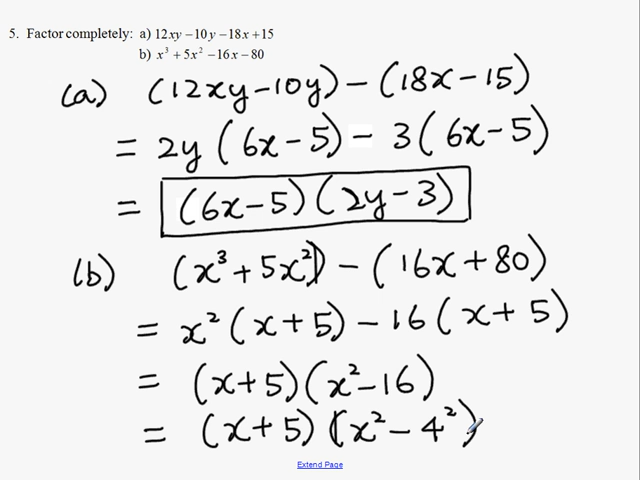 5. Factor completely: a) 12xy – 10y – 18x + 15
b) x³ + 5x² – 16x – 80
(a) (12xy – 10y) – (18x – 15)
= 2y (6x – 5) – 3 (6x – 5)
= (6x – 5) (2y – 3)
(b) (x³ + 5x²) – (16x + 80)
= x² (x + 5) – 16 (x + 5)
= (x + 5) (x² – 16)
= (x + 5) (x² – 4²)
Extend Page